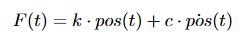 F(t) = k · pos(t) + c · pȯs(t)